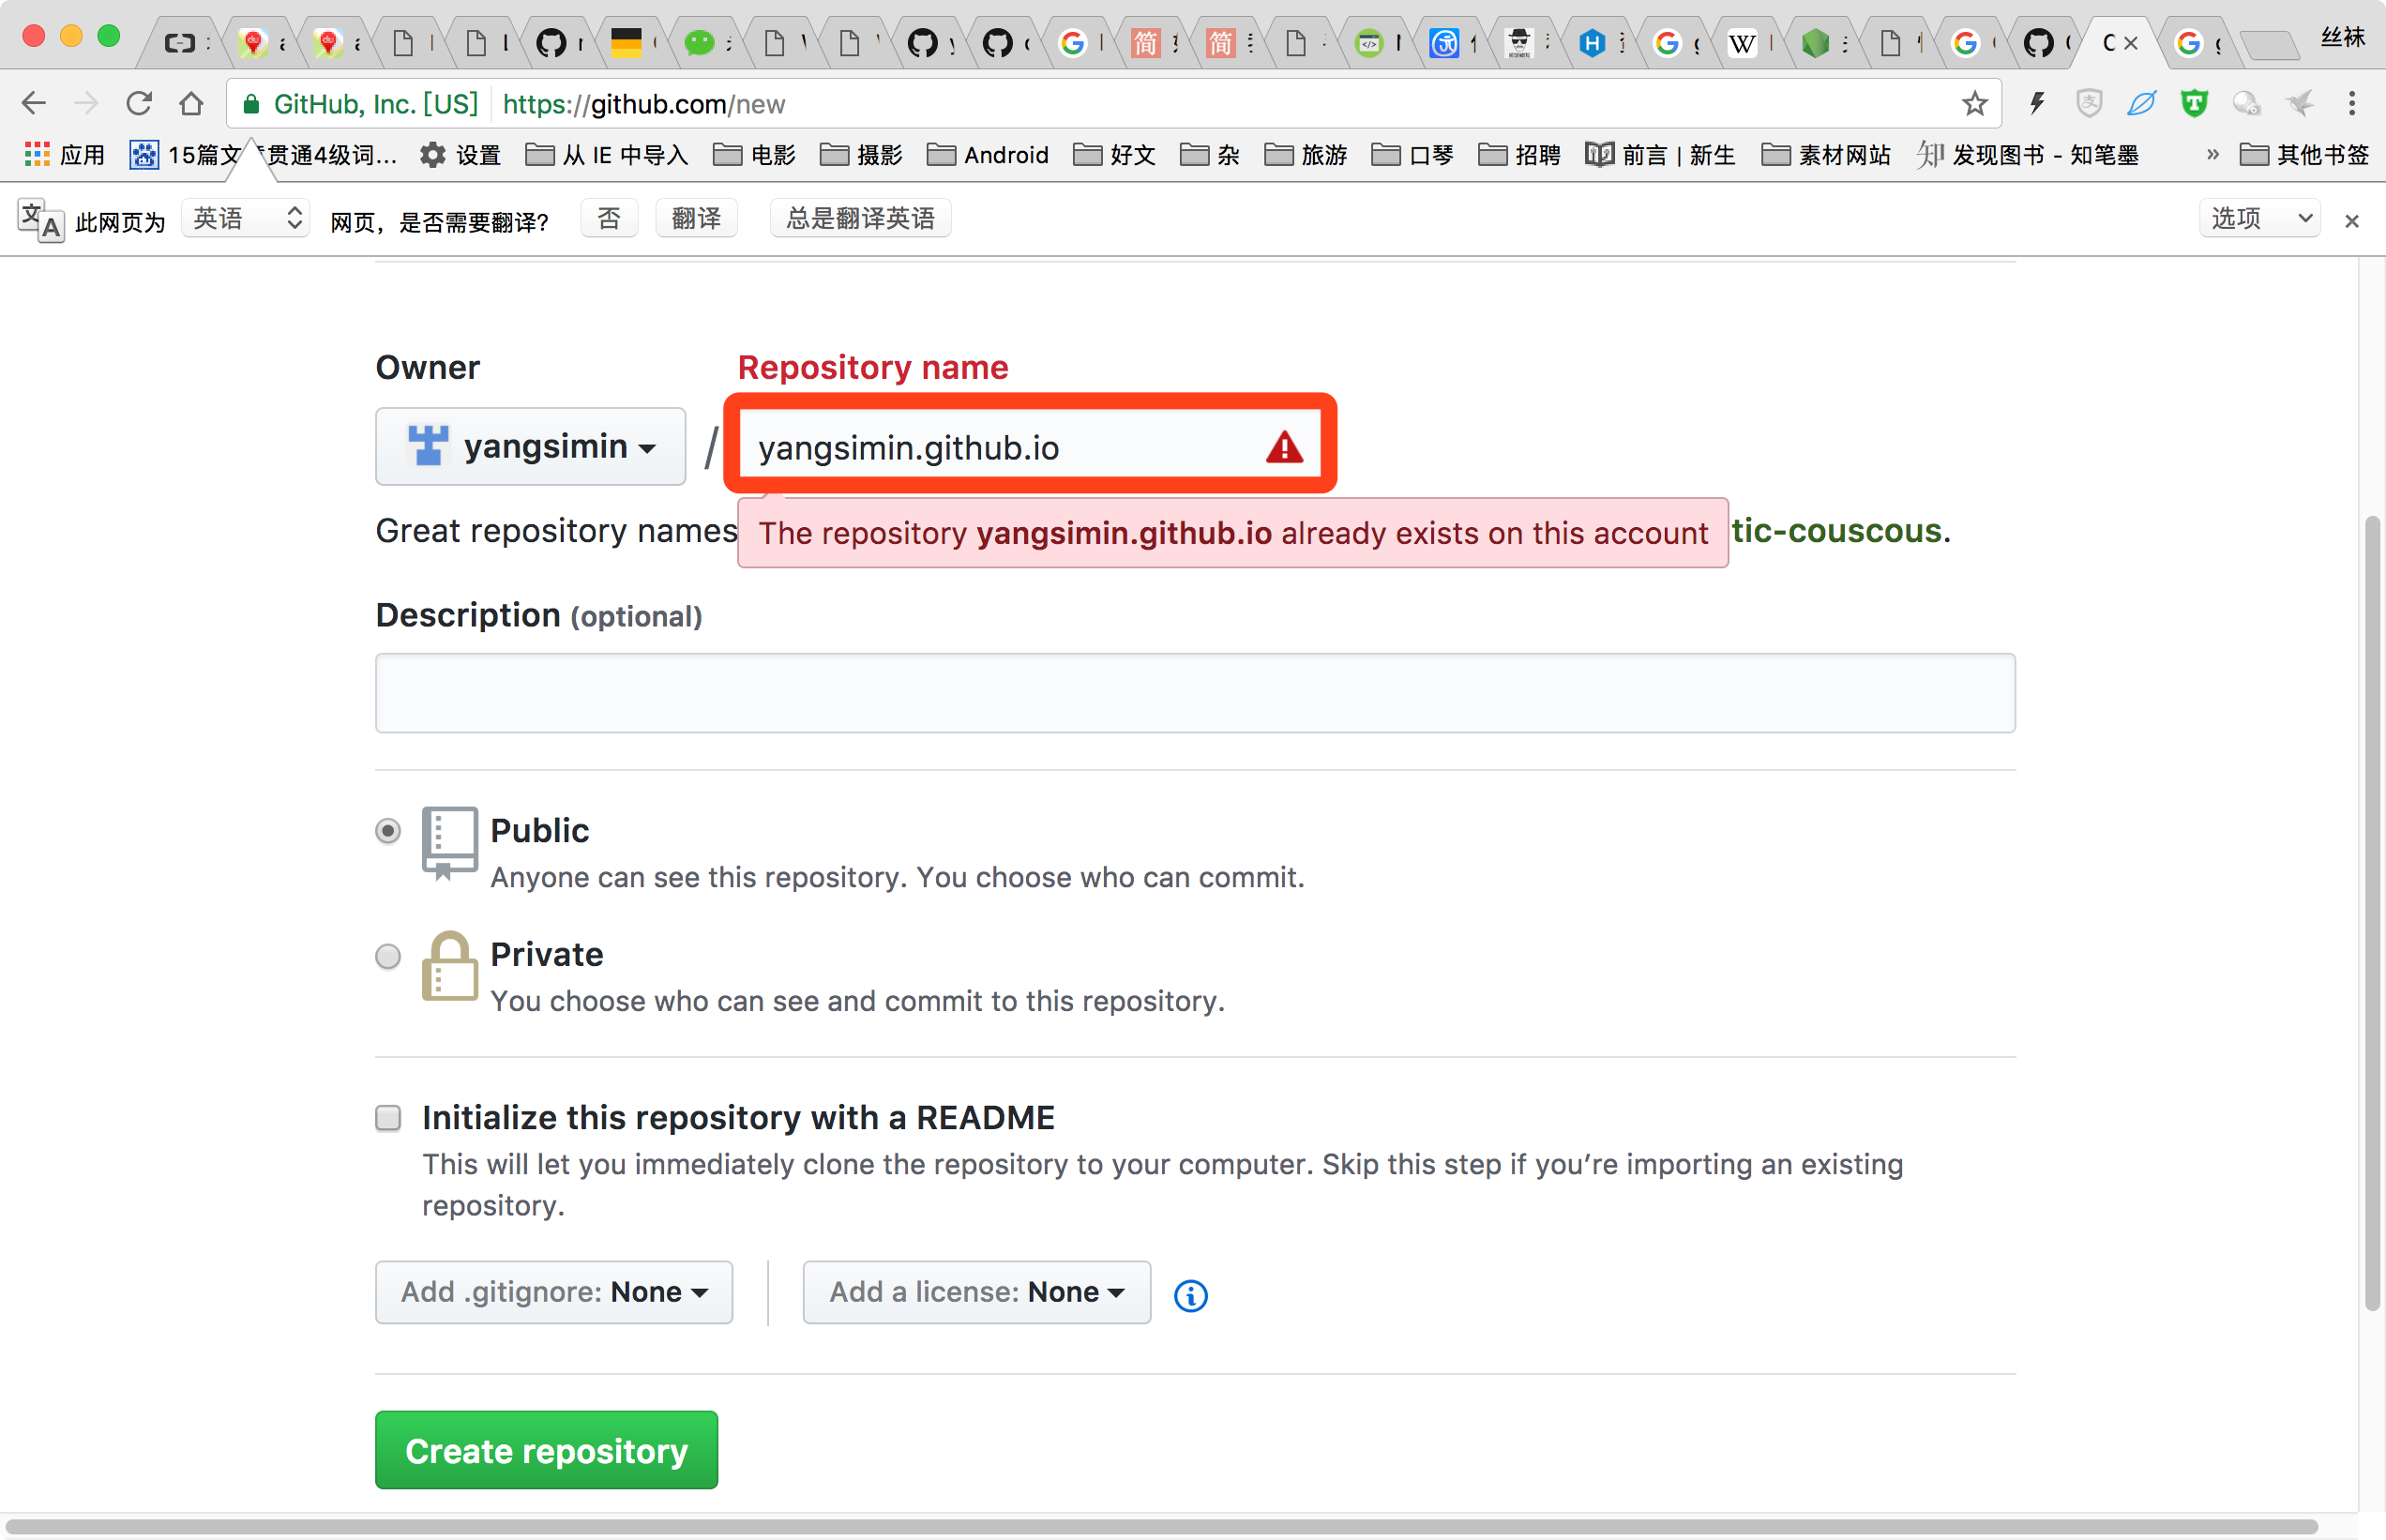 丝袜
GitHub, Inc. [US] https://github.com/new
应用 15篇文章贯通4级词... 设置 从 IE 中导入 电影 摄影 Android 好文 杂 旅游 口琴 招聘 前言 | 新生 素材网站 知 发现图书 - 知笔墨 » 其他书签
此网页为 英语 网页，是否需要翻译? 否 翻译 总是翻译英语 选项
Owner Repository name
yangsimin / yangsimin.github.io
Great repository names
The repository yangsimin.github.io already exists on this account
tic-couscous.
Description (optional)
Public
Anyone can see this repository. You choose who can commit.
Private
You choose who can see and commit to this repository.
Initialize this repository with a README
This will let you immediately clone the repository to your computer. Skip this step if you’re importing an existing
repository.
Add .gitignore: None Add a license: None
Create repository